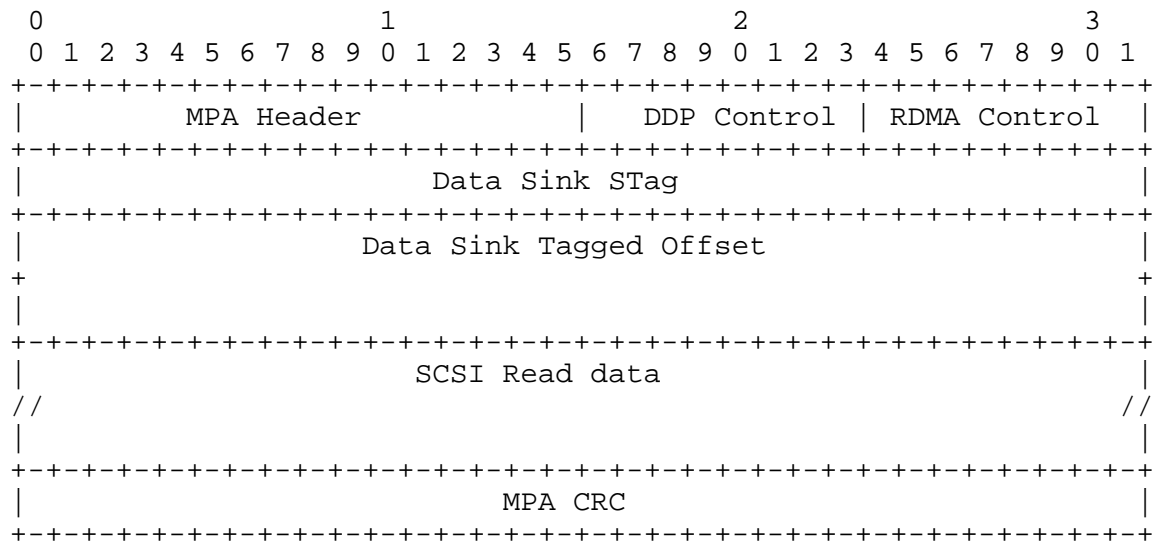 0                   1                   2                   3
 0 1 2 3 4 5 6 7 8 9 0 1 2 3 4 5 6 7 8 9 0 1 2 3 4 5 6 7 8 9 0 1
+-+-+-+-+-+-+-+-+-+-+-+-+-+-+-+-+-+-+-+-+-+-+-+-+-+-+-+-+-+-+-+-+
|         MPA Header            |   DDP Control | RDMA Control  |
+-+-+-+-+-+-+-+-+-+-+-+-+-+-+-+-+-+-+-+-+-+-+-+-+-+-+-+-+-+-+-+-+
|                       Data Sink STag                          |
+-+-+-+-+-+-+-+-+-+-+-+-+-+-+-+-+-+-+-+-+-+-+-+-+-+-+-+-+-+-+-+-+
|                   Data Sink Tagged Offset                     |
+                                                               +
|                                                               |
+-+-+-+-+-+-+-+-+-+-+-+-+-+-+-+-+-+-+-+-+-+-+-+-+-+-+-+-+-+-+-+-+
|                      SCSI Read data                           |
//                                                             //
|                                                               |
+-+-+-+-+-+-+-+-+-+-+-+-+-+-+-+-+-+-+-+-+-+-+-+-+-+-+-+-+-+-+-+-+
|                           MPA CRC                             |
+-+-+-+-+-+-+-+-+-+-+-+-+-+-+-+-+-+-+-+-+-+-+-+-+-+-+-+-+-+-+-+-+